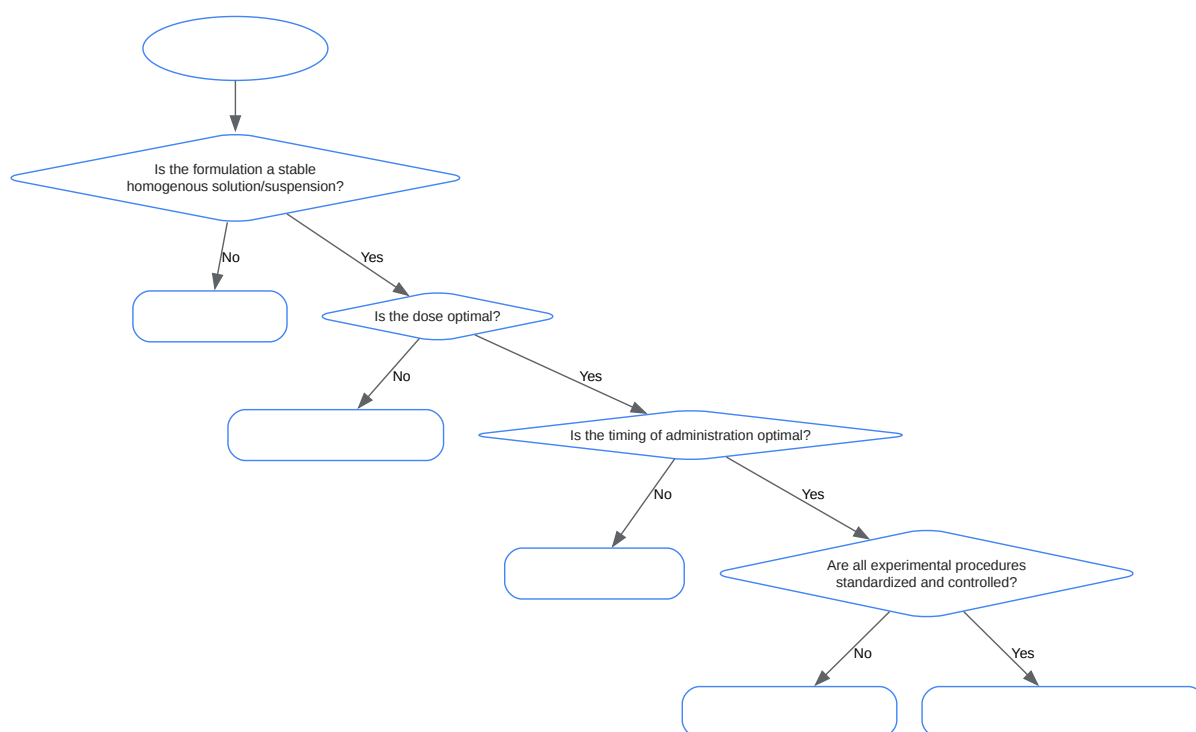 Is the formulation a stable
homogenous solution/suspension?
No
Yes
Is the dose optimal?
No
Yes
Is the timing of administration optimal?
No
Yes
Are all experimental procedures
standardized and controlled?
No
Yes